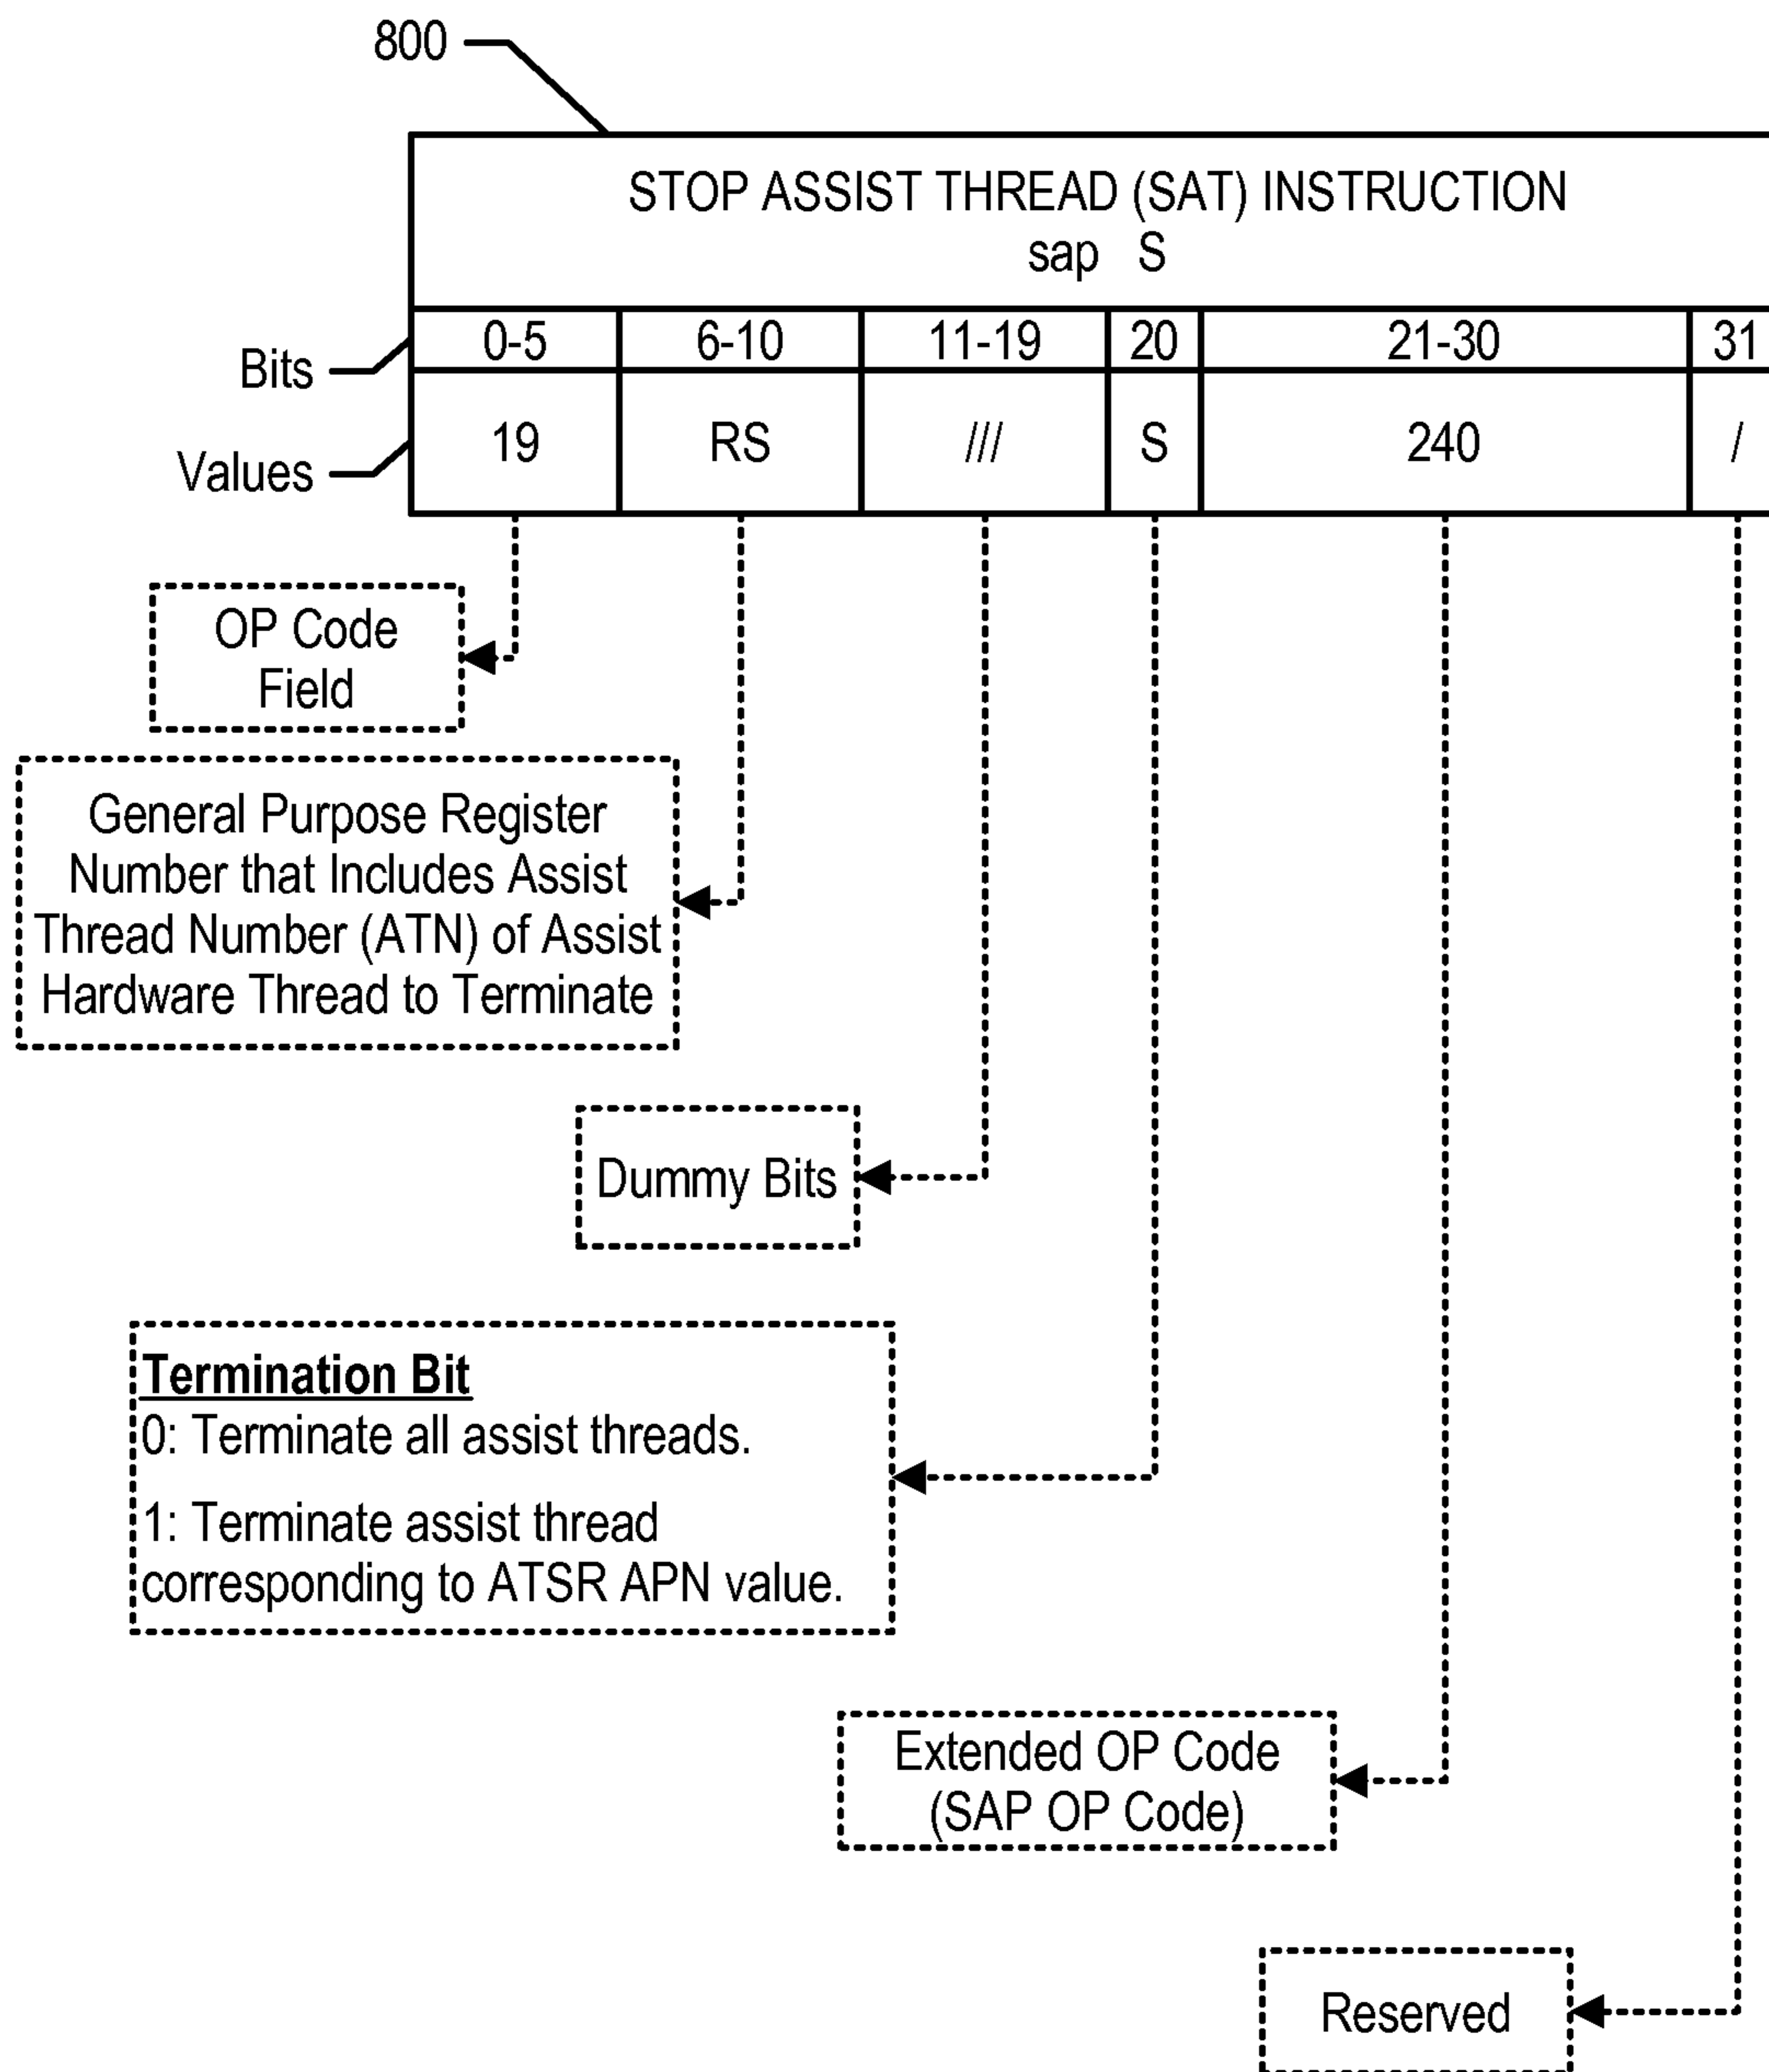 800
STOP ASSIST THREAD (SAT) INSTRUCTION
sap S
Bits
0-5 6-10 11-19 20 21-30 31
Values
19 RS /// S 240 /
OP Code
Field
General Purpose Register
Number that Includes Assist
Thread Number (ATN) of Assist
Hardware Thread to Terminate
Dummy Bits
Termination Bit
0: Terminate all assist threads.
1: Terminate assist thread
corresponding to ATSR APN value.
Extended OP Code
(SAP OP Code)
Reserved